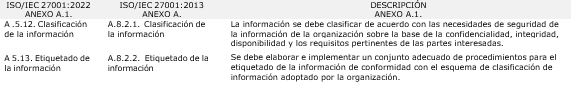 ISO/IEC 27001:2022 ISO/IEC 27001:2013 DESCRIPCIÓN
ANEXO A.1. ANEXO A. ANEXO A.1.
A .5.12. Clasificación de la información
A.8.2.1. Clasificación de la información
La información se debe clasificar de acuerdo con las necesidades de seguridad de
la información de la organización sobre la base de la confidencialidad, integridad,
disponibilidad y los requisitos pertinentes de las partes interesadas.
A 5.13. Etiquetado de
la información
A.8.2.2. Etiquetado de la
información
Se debe elaborar e implementar un conjunto adecuado de procedimientos para el
etiquetado de la información de conformidad con el esquema de clasificación de
información adoptado por la organización.